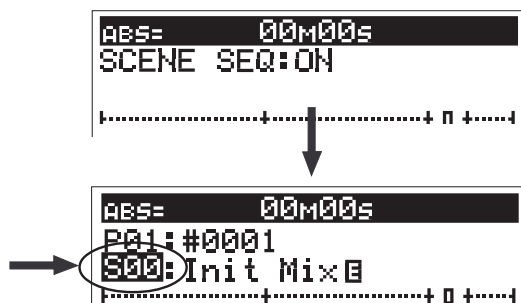 ABS= 00M00s
SCENE SEQ:ON
ABS= 00M00s
P01:#0001
S00:Init Mix E